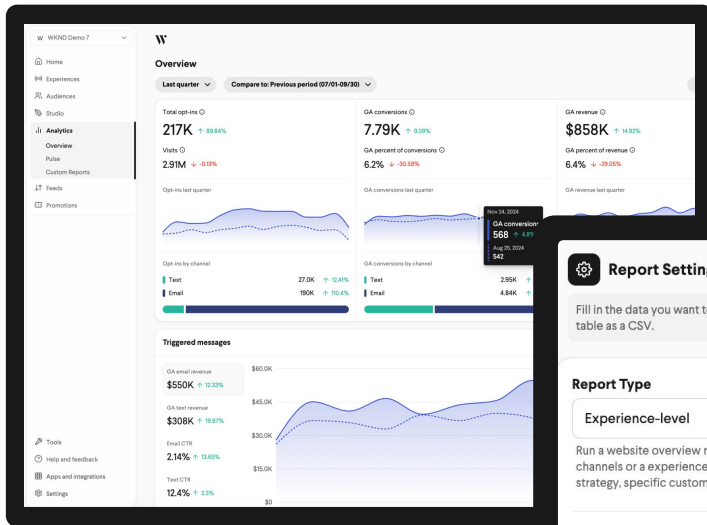 W WKND Demo 7
Home
Experiences
Audiences
Studio
Analytics
Overview
Pulse
Custom Reports
Feeds
Promotions
Tools
Help and feedback
Apps and integrations
Settings
W
Overview
Last quarter
Compare to: Previous period (07/01-09/30)
Total opt-ins
217K ↑ 89.84%
Visits
2.91M ↓ -0.13%
Opt-ins last quarter
Opt-ins by channel
Text 27.0K ↑ 12.41%
Email 190K ↑ 110.4%
GA conversions
7.79K ↑ 9.09%
GA percent of conversions
6.2% ↓ -30.59%
GA conversions last quarter
Nov 24, 2024
GA conversion
568 ↑ 4.8%
Aug 25, 2024
542
GA conversions by channel
Text 2.95K ↑
Email 4.84K ↑
GA revenue
$858K ↑ 14.92%
GA percent of revenue
6.4% ↓ -29.05%
GA revenue last quarter
Triggered messages
GA email revenue
$550K ↑ 12.33%
GA text revenue
$308K ↑ 19.87%
Email CTR
2.14% ↑ 13.65%
Text CTR
12.4% ↑ 2.3%
$60.0K
$45.0K
$30.0K
$15.0K
$0
Report Settin
Fill in the data you want t
table as a CSV.
Report Type
Experience-level
Run a website overview
channels or a experience
strategy, specific custom